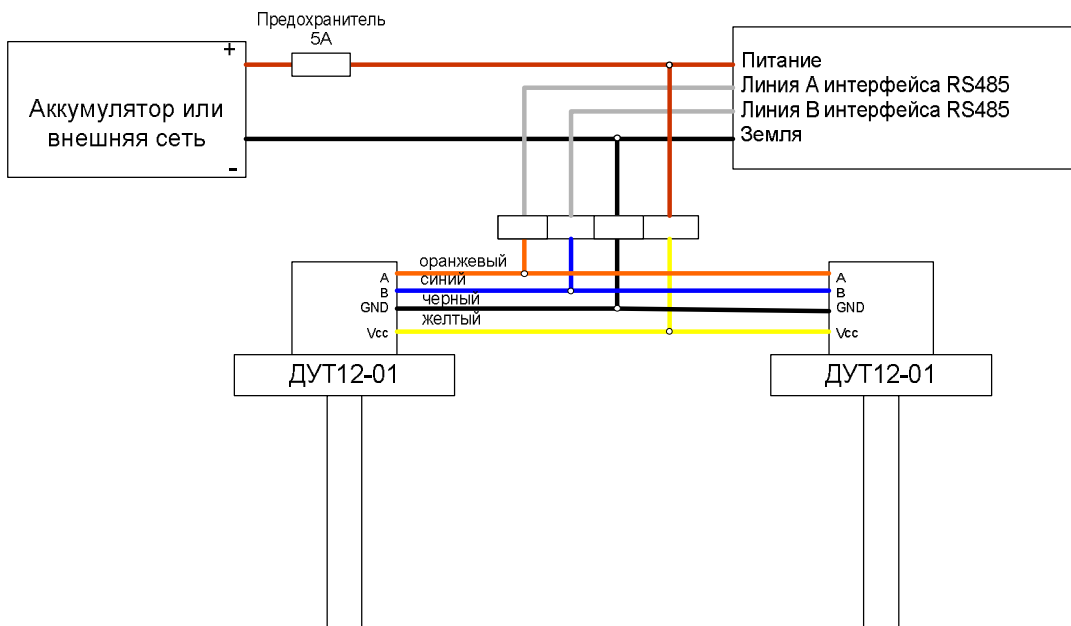 Предохранитель
5А
+
Аккумулятор или
внешняя сеть
-
Питание
Линия А интерфейса RS485
Линия В интерфейса RS485
Земля
оранжевый
синий
черный
желтый
A
B
GND
Vcc
A
B
GND
Vcc
ДУТ12-01
ДУТ12-01